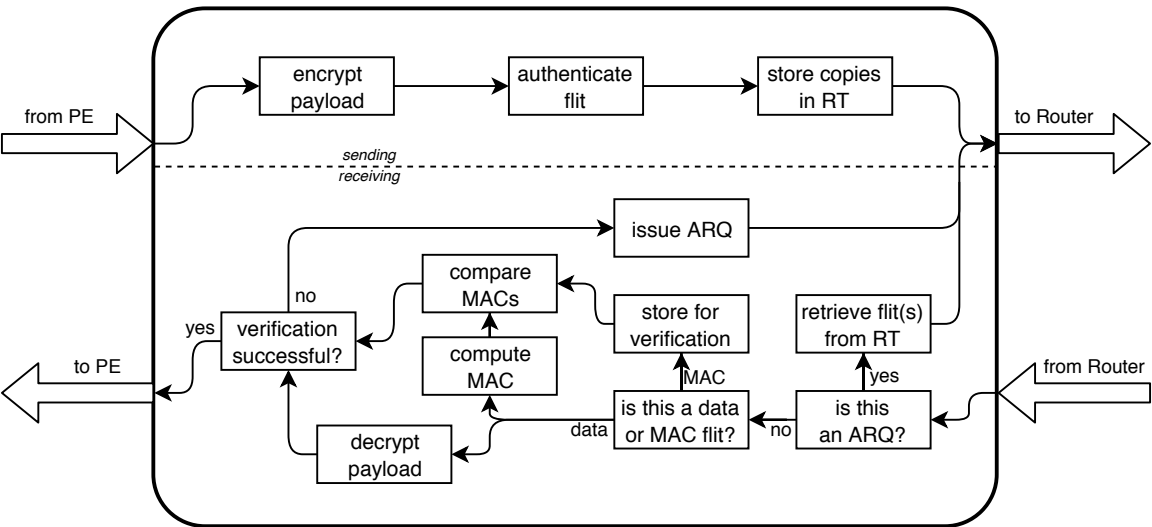 encrypt
payload
authenticate
flit
store copies
in RT
from PE
to Router
sending
receiving
issue ARQ
compare
MACs
no
store for
verification
retrieve flit(s)
from RT
yes
verification
successful?
compute
MAC
to PE
from Router
MAC
yes
is this a data
or MAC flit?
is this
an ARQ?
data
no
decrypt
payload